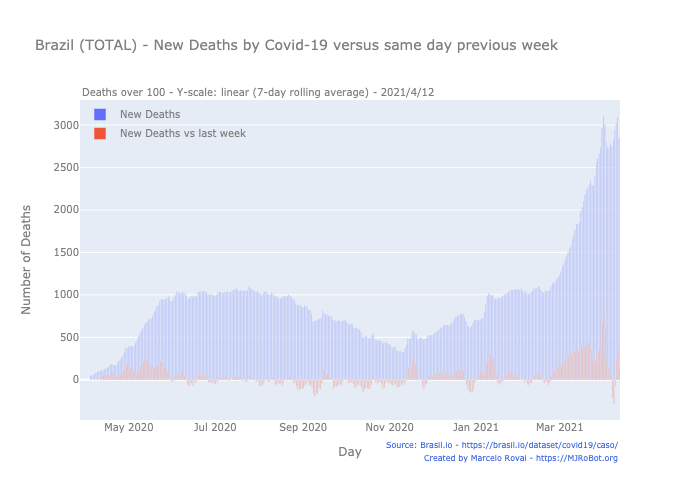 Brazil (TOTAL) - New Deaths by Covid-19 versus same day previous week
Deaths over 100 - Y-scale: linear (7-day rolling average) - 2021/4/12
New Deaths
New Deaths vs last week
3000
2500
2000
1500
1000
500
0
Number of Deaths
May 2020
Jul 2020
Sep 2020
Nov 2020
Jan 2021
Mar 2021
Day
Source: Brasil.io - https://brasil.io/dataset/covid19/caso/
Created by Marcelo Rovai - https://MJRoBot.org